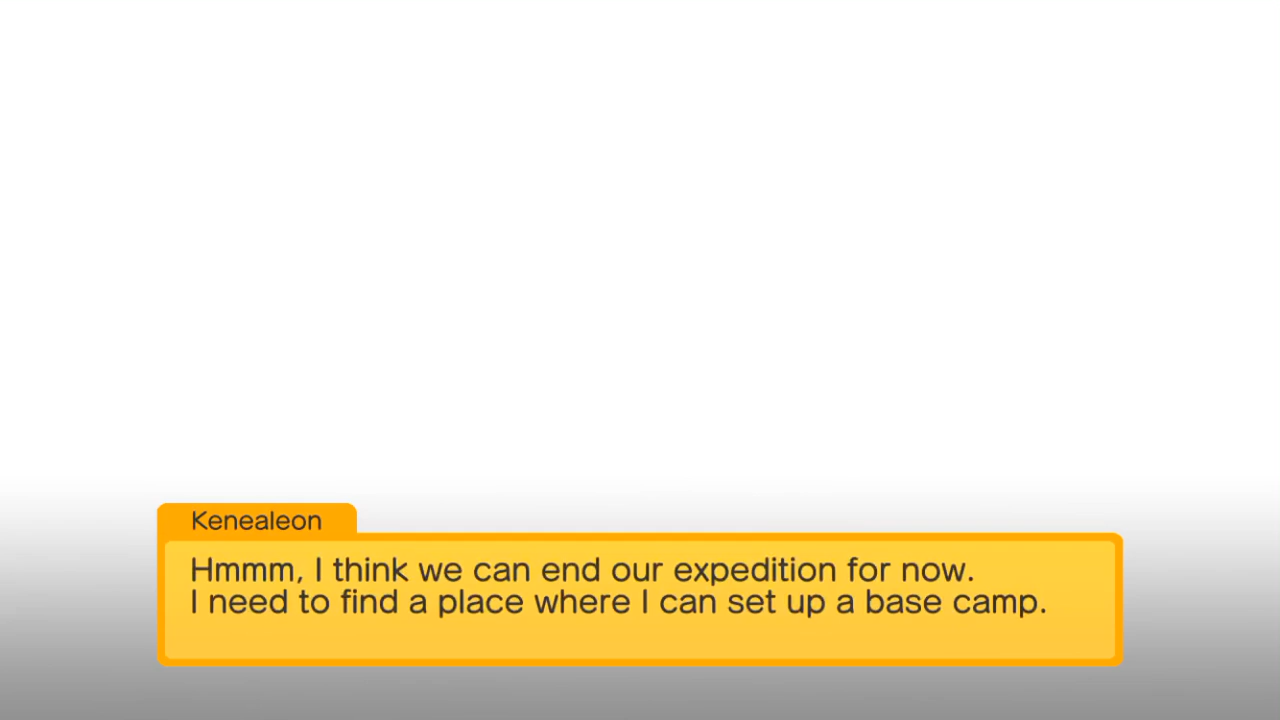 Kenealeon
Hmmm, I think we can end our expedition for now.
I need to find a place where I can set up a base camp.